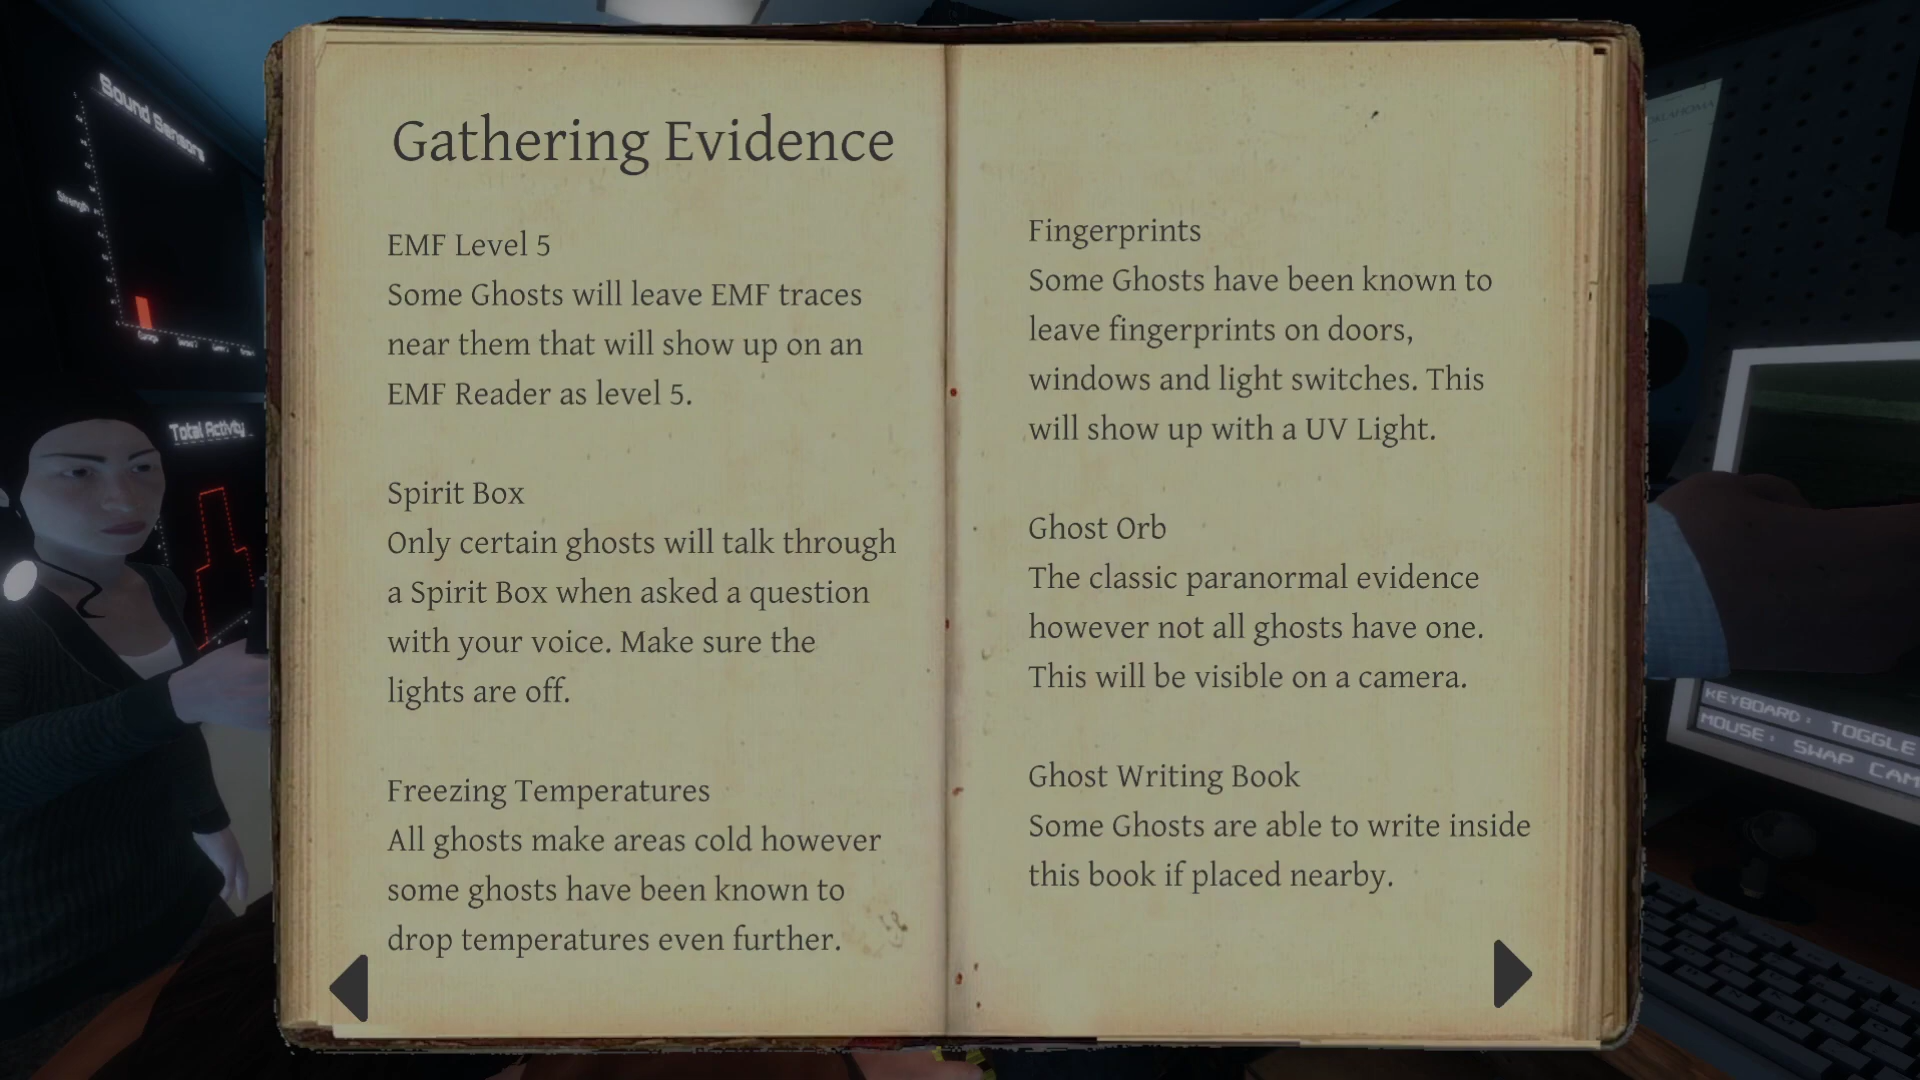 Sound Sensors
Strength
Total Activity
Gathering Evidence
EMF Level 5
Some Ghosts will leave EMF traces
near them that will show up on an
EMF Reader as level 5.
Spirit Box
Only certain ghosts will talk through
a Spirit Box when asked a question
with your voice. Make sure the
lights are off.
Freezing Temperatures
All ghosts make areas cold however
some ghosts have been known to
drop temperatures even further.
Fingerprints
Some Ghosts have been known to
leave fingerprints on doors,
windows and light switches. This
will show up with a UV Light.
Ghost Orb
The classic paranormal evidence
however not all ghosts have one.
This will be visible on a camera.
Ghost Writing Book
Some Ghosts are able to write inside
this book if placed nearby.
KEYBOARD: TOGGLE
MOUSE: SWAP CAM